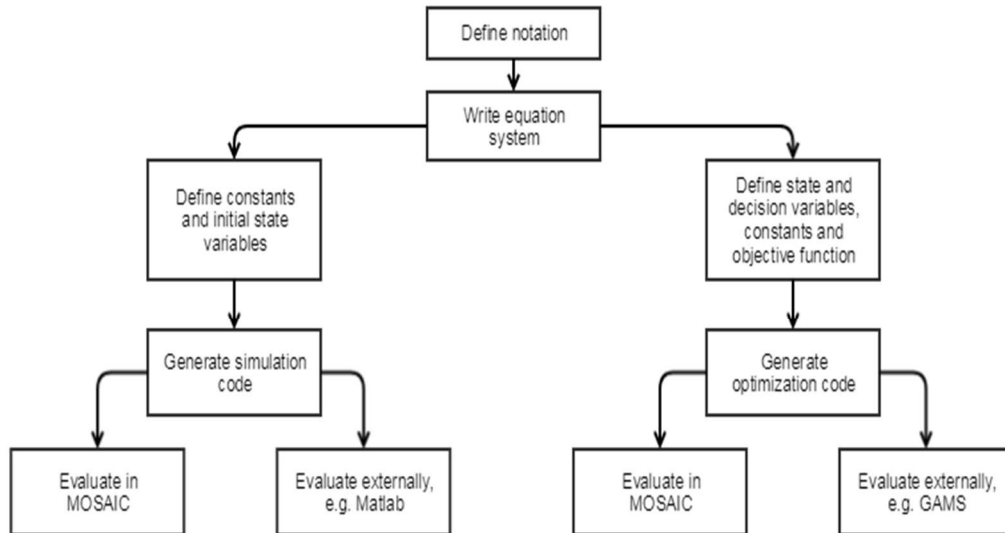 Define notation
Write equation
system
Define constants
and initial state
variables
Define state and
decision variables,
constants and
objective function
Generate simulation
code
Generate
optimization code
Evaluate in
MOSAIC
Evaluate externally,
e.g. Matlab
Evaluate in
MOSAIC
Evaluate externally,
e.g. GAMS